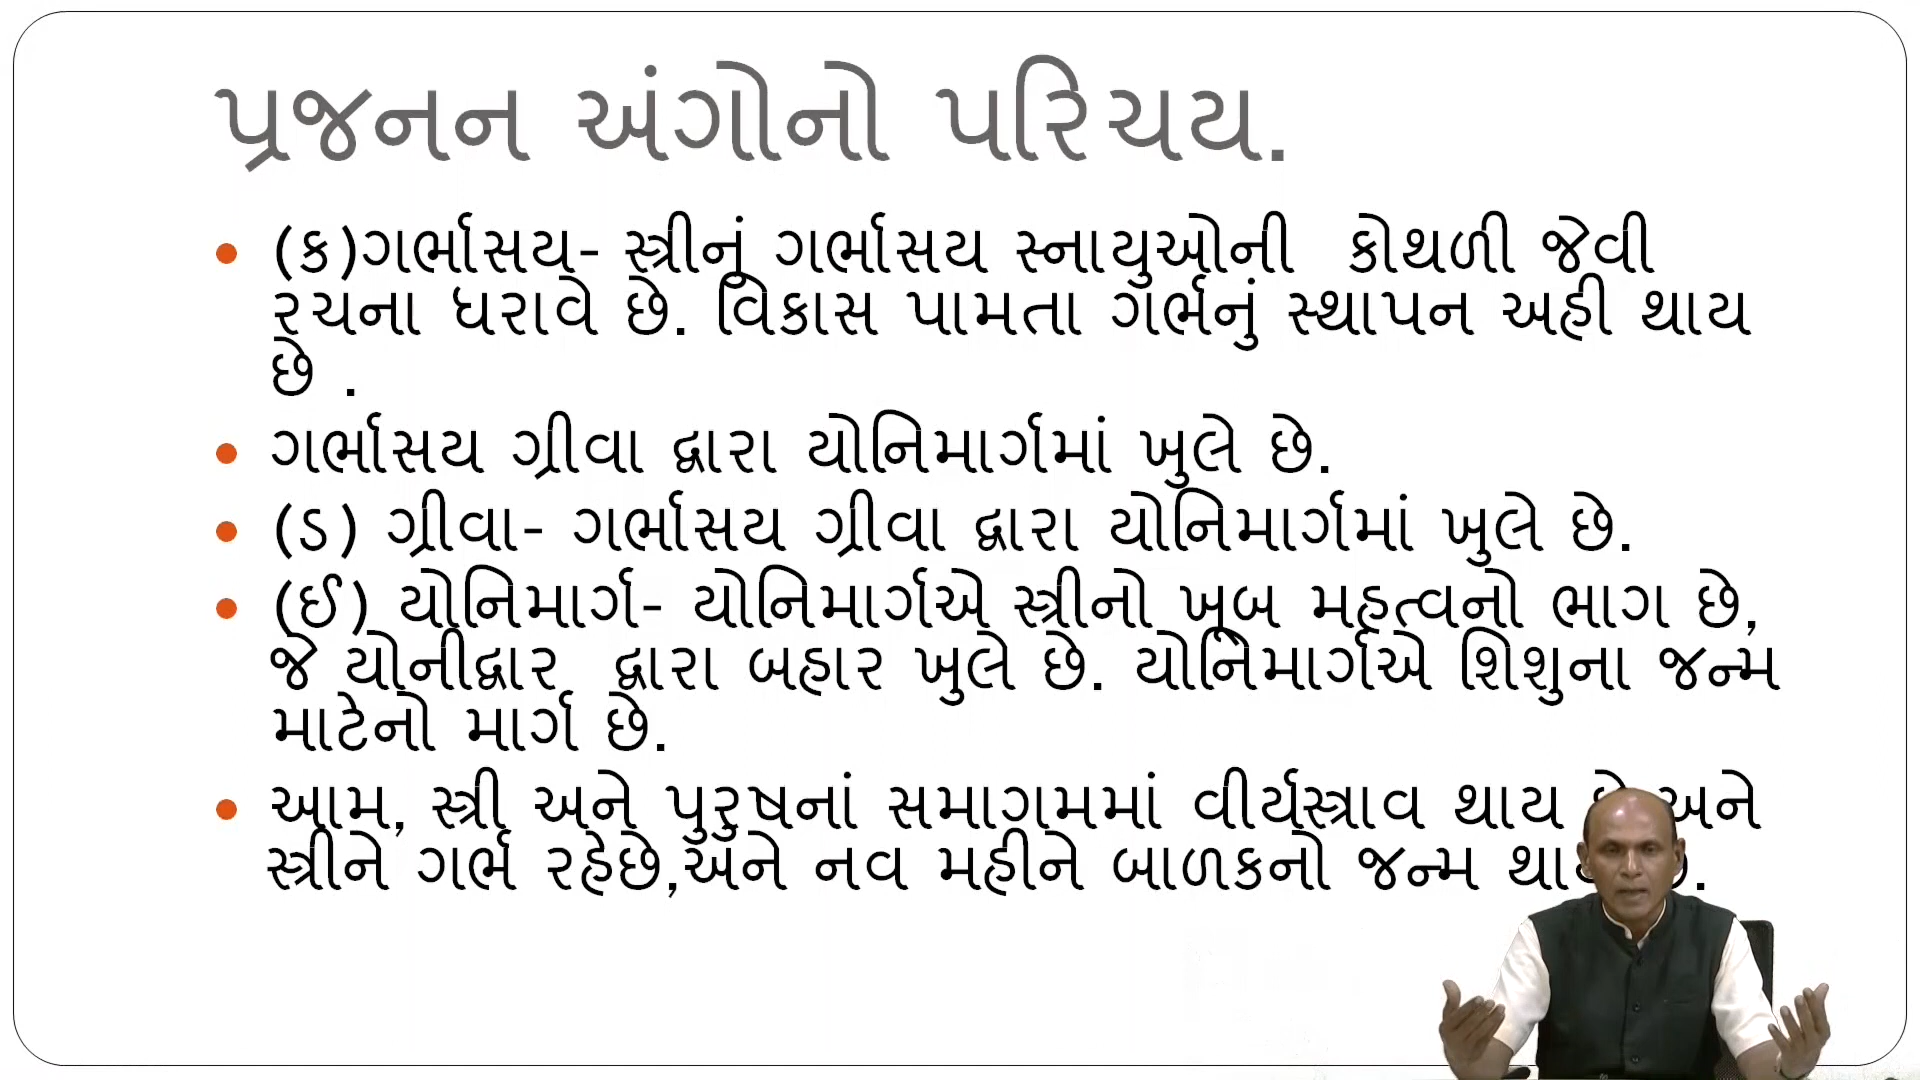 પ્રજનન અંગોનો પરિચય.
• (ક)ગર્ભાસય- સ્ત્રીનું ગર્ભાસય સ્નાયુઓની કોથળી જેવી
રચના ધરાવે છે. વિકાસ પામતા ગર્ભનું સ્થાપન અહી થાય
છે .
• ગર્ભાસય ગ્રીવા દ્વારા યોનિમાર્ગમાં ખુલે છે.
• (ડ) ગ્રીવા- ગર્ભાસય ગ્રીવા દ્વારા યોનિમાર્ગમાં ખુલે છે.
• (ઈ) યોનિમાર્ગ- યોનિમાર્ગએ સ્ત્રીનો ખૂબ મહત્વનો ભાગ છે,
જે યોનીદ્વાર દ્વારા બહાર ખુલે છે. યોનિમાર્ગએ શિશુના જન્મ
માટેનો માર્ગ છે.
• આમ, સ્ત્રી અને પુરુષનાં સમાગમમાં વીર્યસ્ત્રાવ થાય અને
સ્ત્રીને ગર્ભ રહેછે,અને નવ મહીને બાળકનો જન્મ